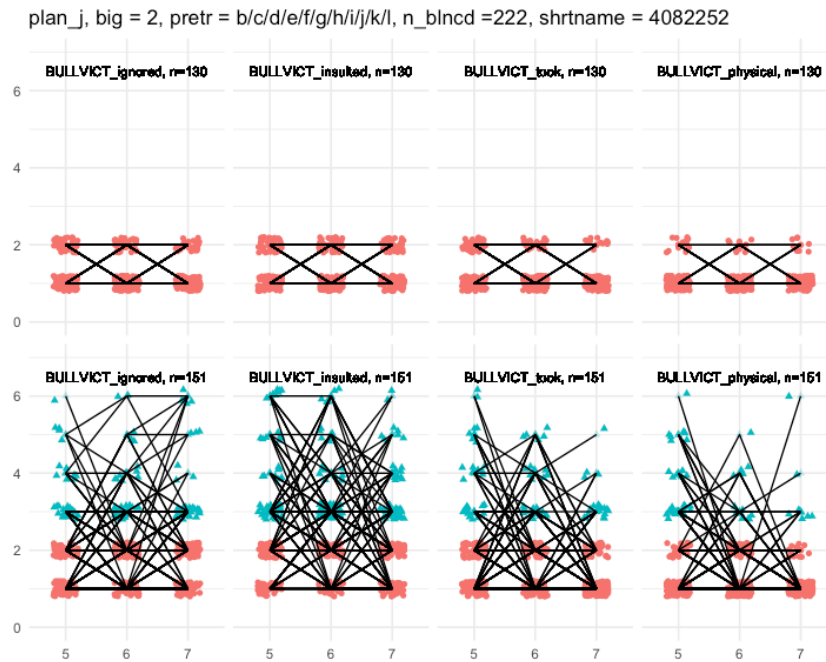 plan_j, big = 2, pretr = b/c/d/e/f/g/h/i/j/k/l, n_blncd =222, shrtname = 4082252
BULLVICT_ignored, n=130 BULLVICT_insulted, n=130 BULLVICT_took, n=130 BULLVICT_physical, n=130
6
4
2
0
BULLVICT_ignored, n=151 BULLVICT_insulted, n=151 BULLVICT_took, n=151 BULLVICT_physical, n=151
6
4
2
0
5 6 7 5 6 7 5 6 7 5 6 7